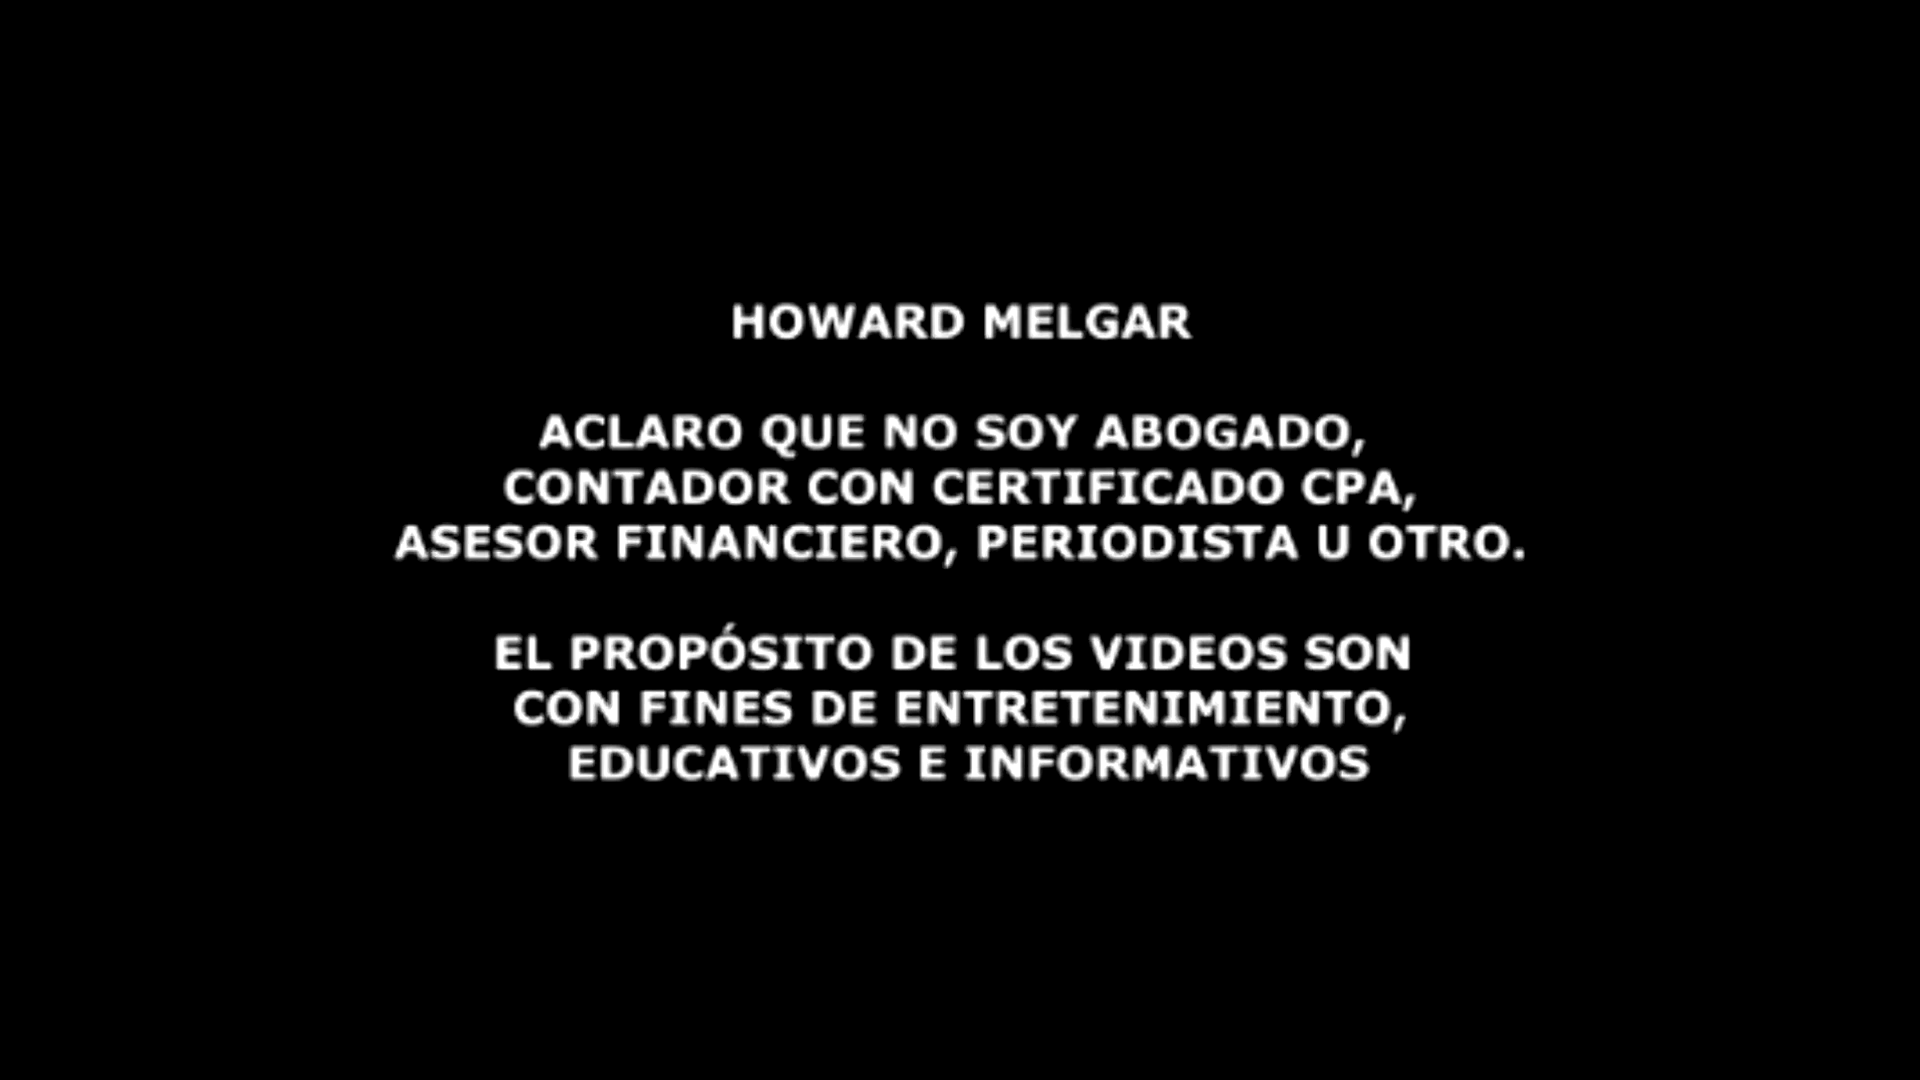 HOWARD MELGAR
ACLARO QUE NO SOY ABOGADO,
CONTADOR CON CERTIFICADO CPA,
ASESOR FINANCIERO, PERIODISTA U OTRO.
EL PROPÓSITO DE LOS VIDEOS SON
CON FINES DE ENTRETENIMIENTO,
EDUCATIVOS E INFORMATIVOS